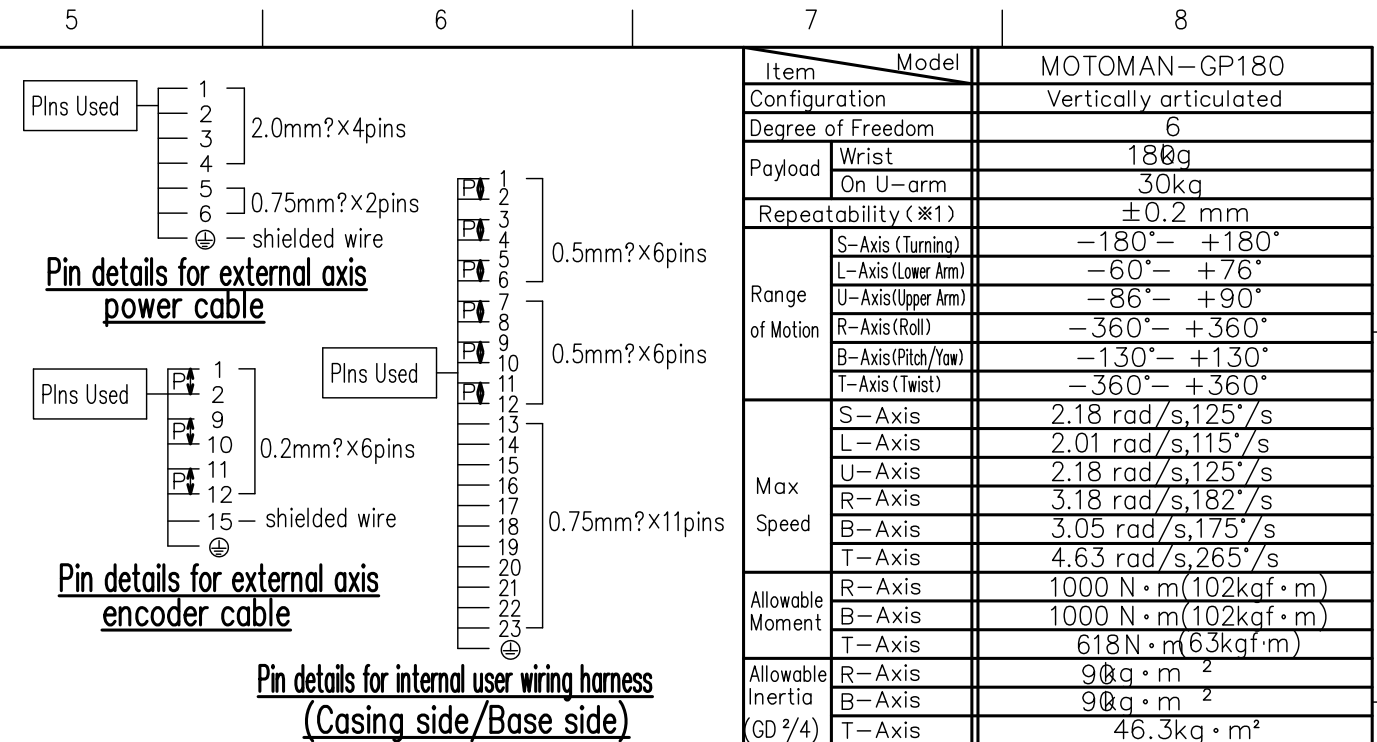 5 6 7 8
PIns Used
1
2
3
4
2.0mm?×4pins
5
6
0.75mm?×2pins
shielded wire
Pin details for external axis
power cable
PIns Used
P 1
2
P 9
10
P 11
12
0.2mm?×6pins
15 shielded wire
Pin details for external axis
encoder cable
PIns Used
P 1
2
P 3
4
P 5
6
0.5mm?×6pins
P 7
8
P 9
10
P 11
12
0.5mm?×6pins
13
14
15
16
17
18
19
20
21
22
23
0.75mm?×11pins
Pin details for internal user wiring harness
(Casing side/Base side)
Item Model MOTOMAN-GP180
Configuration Vertically articulated
Degree of Freedom 6
Payload Wrist 180kg
On U-arm 30kg
Repeatability (※1) ±0.2 mm
Range of Motion S-Axis (Turning) -180°- +180°
L-Axis (Lower Arm) -60°- +76°
U-Axis (Upper Arm) -86°- +90°
R-Axis (Roll) -360°- +360°
B-Axis (Pitch/Yaw) -130°- +130°
T-Axis (Twist) -360°- +360°
Max Speed S-Axis 2.18 rad/s,125°/s
L-Axis 2.01 rad/s,115°/s
U-Axis 2.18 rad/s,125°/s
R-Axis 3.18 rad/s,182°/s
B-Axis 3.05 rad/s,175°/s
T-Axis 4.63 rad/s,265°/s
Allowable Moment R-Axis 1000 N・m(102kgf・m)
B-Axis 1000 N・m(102kgf・m)
T-Axis 618N・m(63kgf・m)
Allowable Inertia (GD²/4) R-Axis 90kg・m ²
B-Axis 90kg・m ²
T-Axis 46.3kg・m²